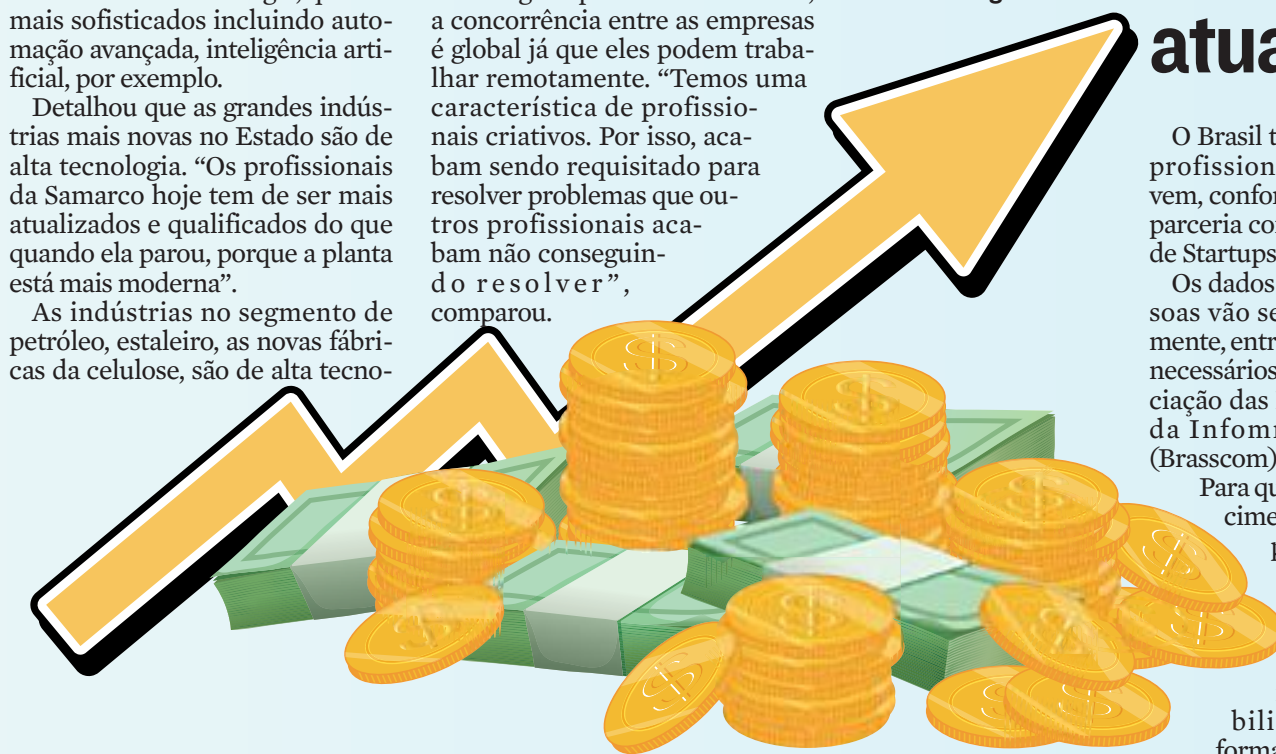 mais sofisticados incluindo auto-
mação avançada, inteligência arti-
ficial, por exemplo.
Detalhou que as grandes indús-
trias mais novas no Estado são de
alta tecnologia. “Os profissionais
da Samarco hoje tem de ser mais
atualizados e qualificados do que
quando ela parou, porque a planta
está mais moderna”.
As indústrias no segmento de
petróleo, estaleiro, as novas fábri-
cas da celulose, são de alta tecno-
a concorrência entre as empresas
é global já que eles podem traba-
lhar remotamente. “Temos uma
característica de profissio-
nais criativos. Por isso, aca-
bam sendo requisitado para
resolver problemas que ou-
tros profissionais aca-
bam não conseguin-
do resolver”,
comparou.
atua
O Brasil t
profission
vem, confor
parceria co
de Startups
Os dados
soas vão se
mente, entr
necessários
ciação das
da Infom
(Brasscom)
Para qu
cime
p
bili
forma